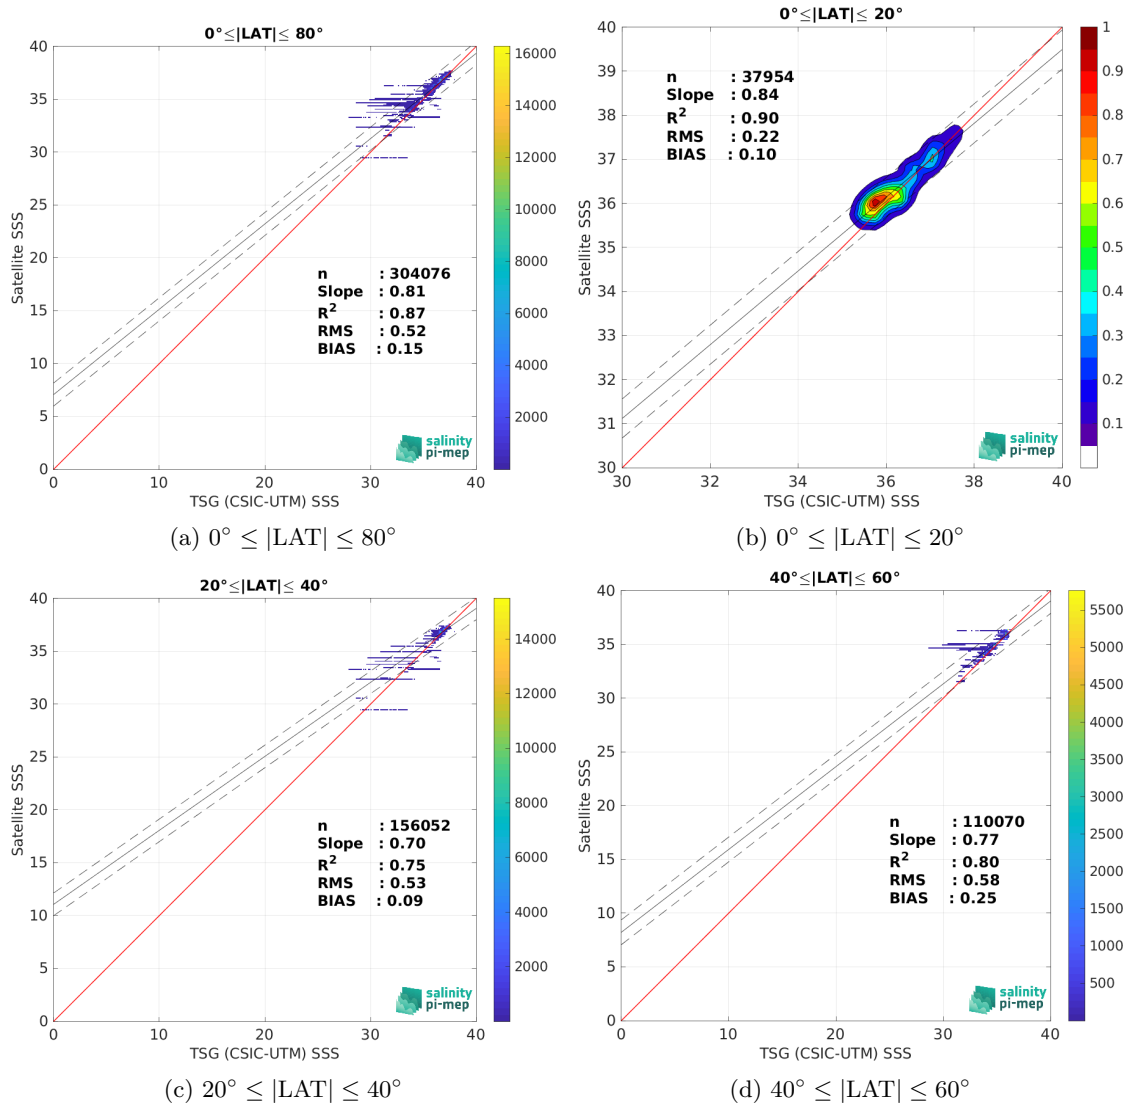 0°≤|LAT|≤ 80°
40
35
30
25
20
15
10
5
0
Satellite SSS
n : 304076
Slope : 0.81
R² : 0.87
RMS : 0.52
BIAS : 0.15
salinity
pi-mep
0 10 20 30 40
TSG (CSIC-UTM) SSS
16000
14000
12000
10000
8000
6000
4000
2000
(a) 0° ≤ |LAT| ≤ 80°
0°≤|LAT|≤ 20°
40
39
38
37
36
35
34
33
32
31
30
Satellite SSS
n : 37954
Slope : 0.84
R² : 0.90
RMS : 0.22
BIAS : 0.10
salinity
pi-mep
30 32 34 36 38 40
TSG (CSIC-UTM) SSS
1
0.9
0.8
0.7
0.6
0.5
0.4
0.3
0.2
0.1
(b) 0° ≤ |LAT| ≤ 20°
20°≤|LAT|≤ 40°
40
35
30
25
20
15
10
5
0
Satellite SSS
n : 156052
Slope : 0.70
R² : 0.75
RMS : 0.53
BIAS : 0.09
salinity
pi-mep
0 10 20 30 40
TSG (CSIC-UTM) SSS
14000
12000
10000
8000
6000
4000
2000
(c) 20° ≤ |LAT| ≤ 40°
40°≤|LAT|≤ 60°
40
35
30
25
20
15
10
5
0
Satellite SSS
n : 110070
Slope : 0.77
R² : 0.80
RMS : 0.58
BIAS : 0.25
salinity
pi-mep
0 10 20 30 40
TSG (CSIC-UTM) SSS
5500
5000
4500
4000
3500
3000
2500
2000
1500
1000
500
(d) 40° ≤ |LAT| ≤ 60°